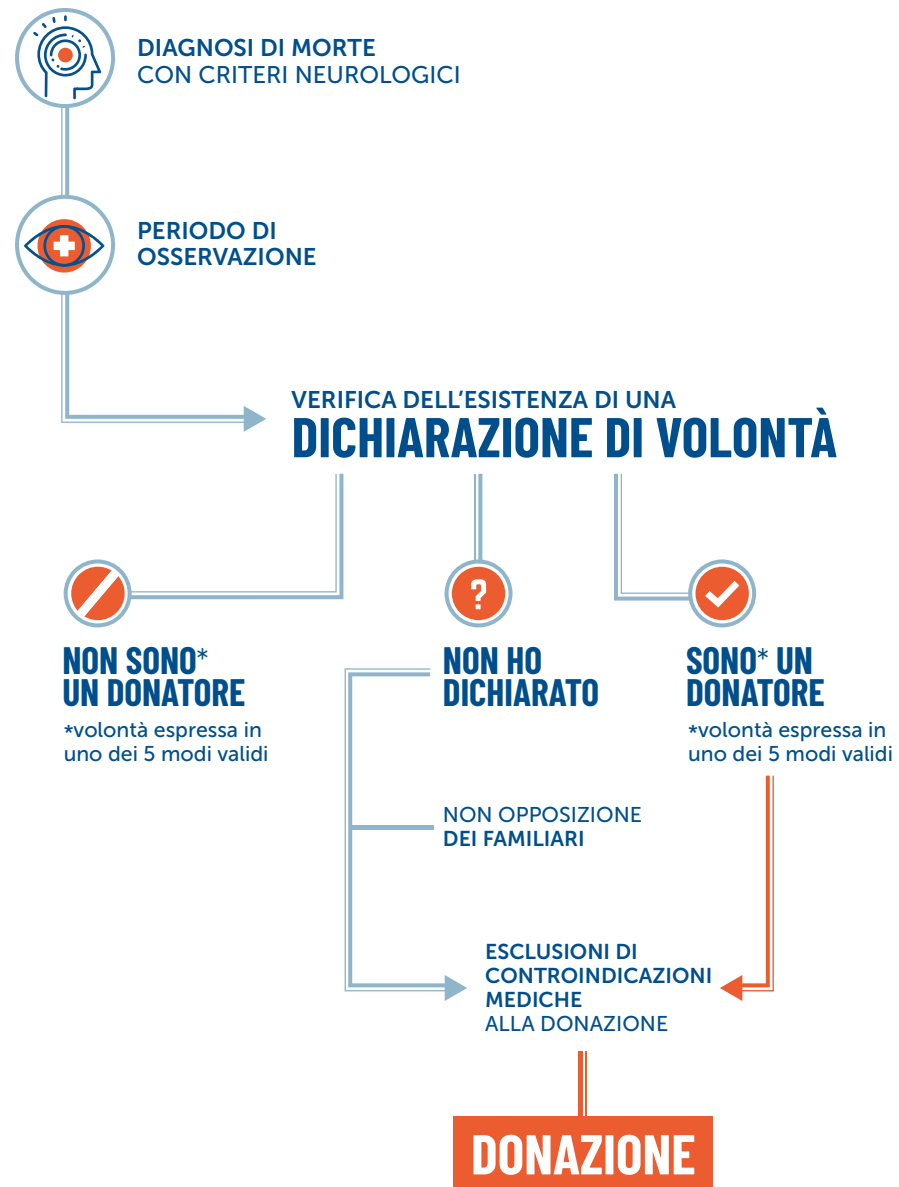 DIAGNOSI DI MORTE
CON CRITERI NEUROLOGICI
PERIODO DI
OSSERVAZIONE
VERIFICA DELL'ESISTENZA DI UNA
DICHIARAZIONE DI VOLONTÀ
?
NON SONO*
UN DONATORE
*volontà espressa in
uno dei 5 modi validi
NON HO
DICHIARATO
SONO* UN
DONATORE
*volontà espressa in
uno dei 5 modi validi
NON OPPOSIZIONE
DEI FAMILIARI
ESCLUSIONI DI
CONTROINDICAZIONI
MEDICHE
ALLA DONAZIONE
DONAZIONE